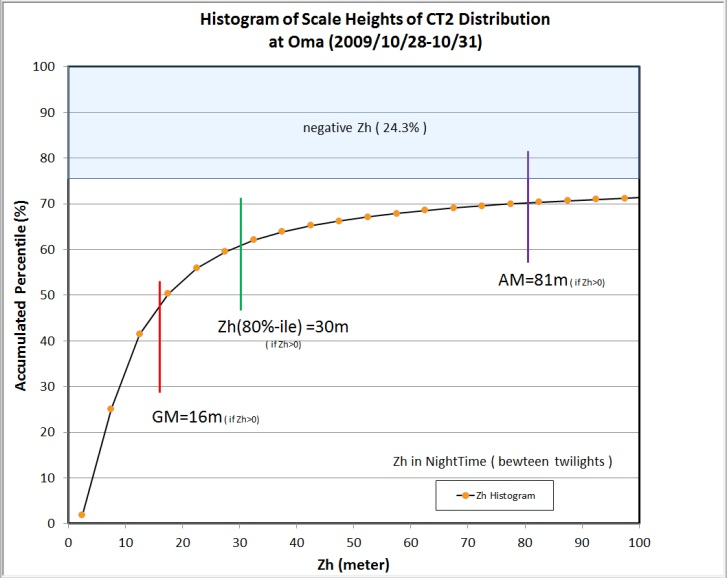 Histogram of Scale Heights of CT2 Distribution
at Oma (2009/10/28-10/31)
100
90
negative Zh ( 24.3% )
80
70
60
AM=81m ( if Zh>0)
50
Zh(80%-ile) =30m
( if Zh>0)
40
30
GM=16m ( if Zh>0)
20
Zh in NightTime ( bewteen twilights )
10
Zh Histogram
0
Accumulated Percentile (%)
0 10 20 30 40 50 60 70 80 90 100
Zh (meter)